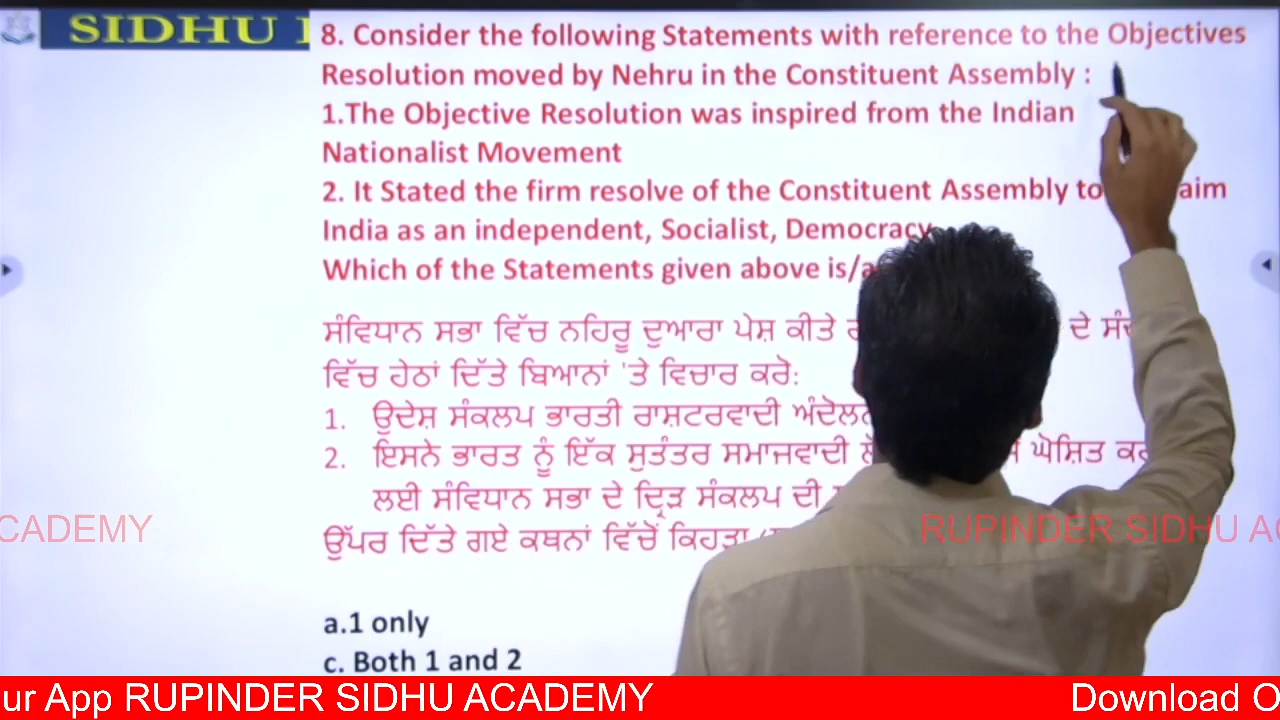 SIDHU
8. Consider the following Statements with reference to the Objectives
Resolution moved by Nehru in the Constituent Assembly :
1.The Objective Resolution was inspired from the Indian
Nationalist Movement
2. It Stated the firm resolve of the Constituent Assembly to aim
India as an independent, Socialist, Democracy
Which of the Statements given above is/a
ਸੰਵਿਧਾਨ ਸਭਾ ਵਿੱਚ ਨਹਿਰੂ ਦੁਆਰਾ ਪੇਸ਼ ਕੀਤੇ ਦੇ
ਵਿੱਚ ਹੇਠਾਂ ਦਿੱਤੇ ਬਿਆਨਾਂ 'ਤੇ ਵਿਚਾਰ ਕਰੋ:
1. ਉਦੇਸ਼ ਸੰਕਲਪ ਭਾਰਤੀ ਰਾਸ਼ਟਰਵਾਦੀ
2. ਇਸਨੇ ਭਾਰਤ ਨੂੰ ਇੱਕ ਸੁਤੰਤਰ ਸਮਾਜਵਾਦੀ ਘੋਸ਼ਿਤ
ਲਈ ਸੰਵਿਧਾਨ ਸਭਾ ਦੇ ਦ੍ਰਿੜ ਸੰਕਲਪ ਦੀ
CADEMY RUPINDER SIDHU AC
ਉੱਪਰ ਦਿੱਤੇ ਗਏ ਕਥਨਾਂ ਵਿੱਚੋਂ ਕਿਹੜਾ
a.1 only
c. Both 1 and 2
ur App RUPINDER SIDHU ACADEMY Download O